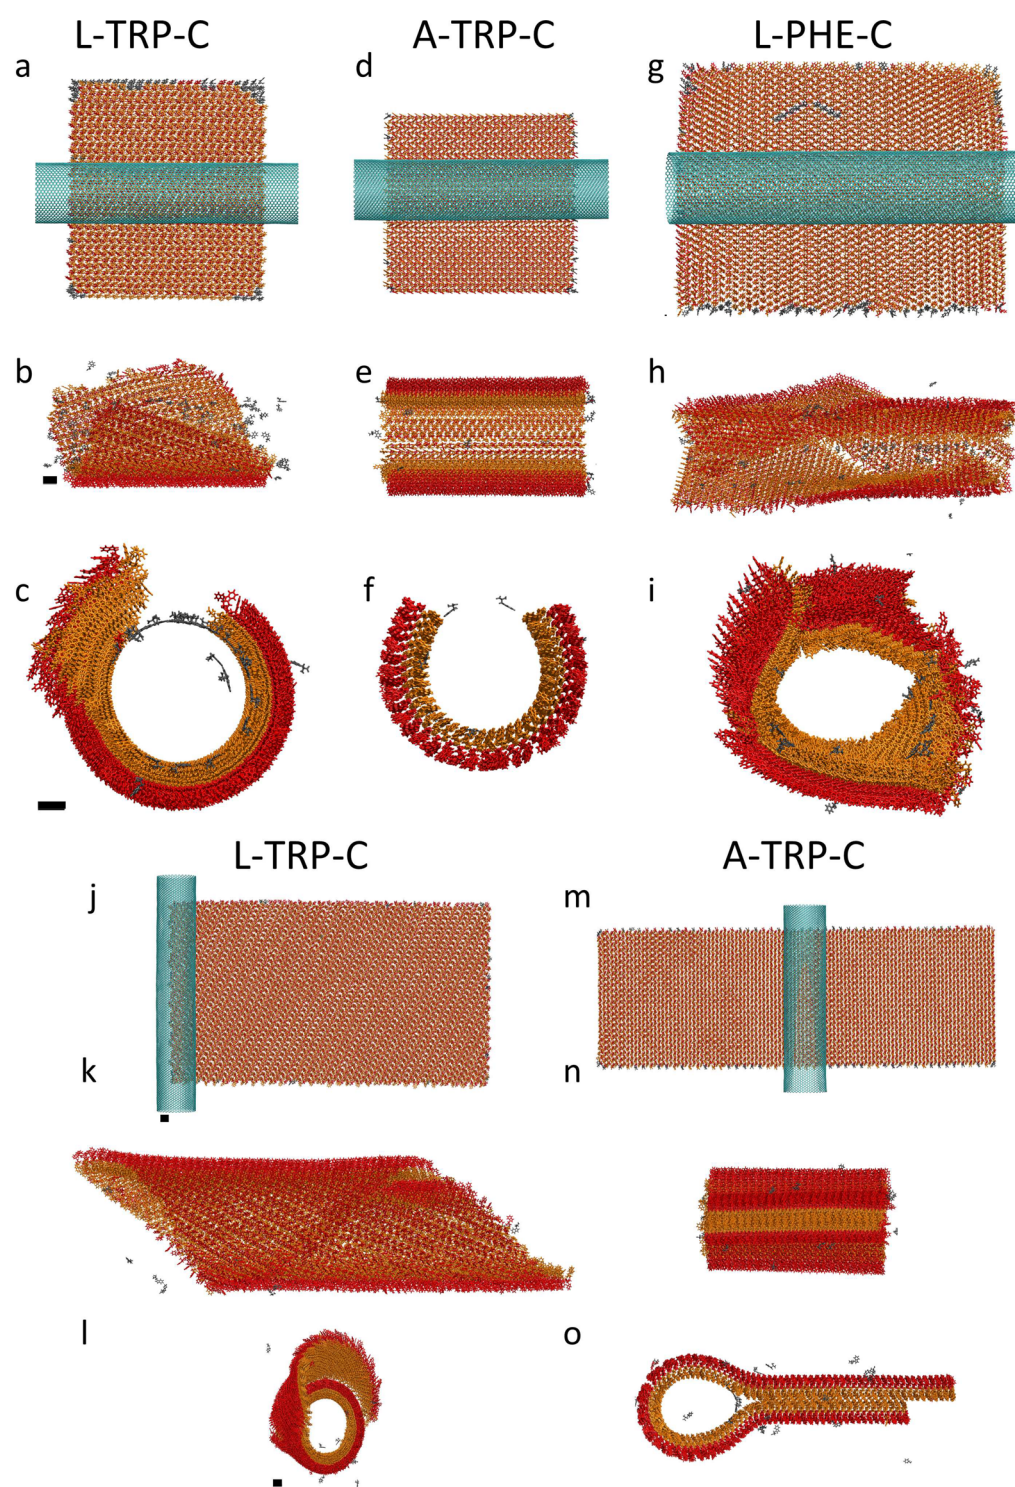 L-TRP-C A-TRP-C L-PHE-C
a d g
b e h
c f i
L-TRP-C A-TRP-C
j m
k n
l o